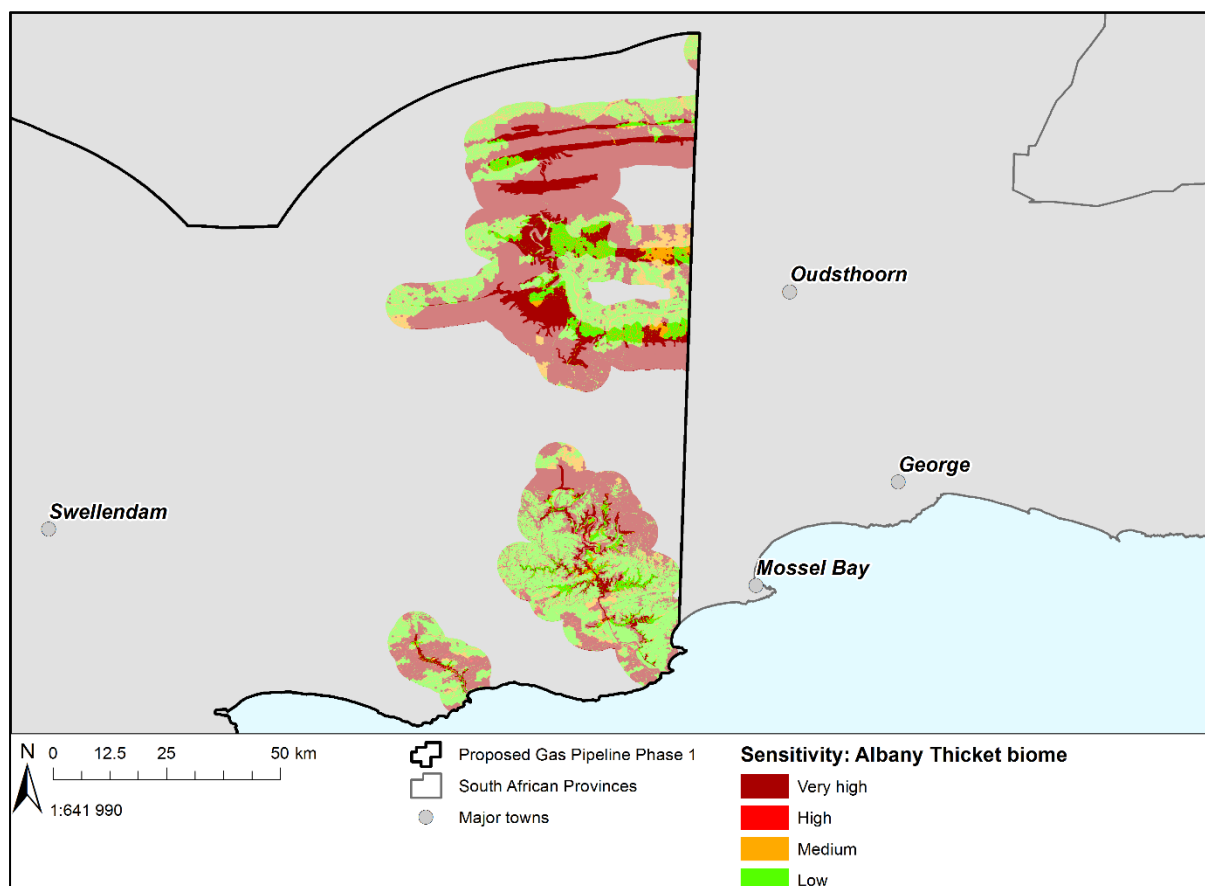 Oudsthoorn
George
Swellendam
Mossel Bay
N
0 12.5 25 50 km
1:641 990
Proposed Gas Pipeline Phase 1
South African Provinces
Major towns
Sensitivity: Albany Thicket biome
Very high
High
Medium
Low